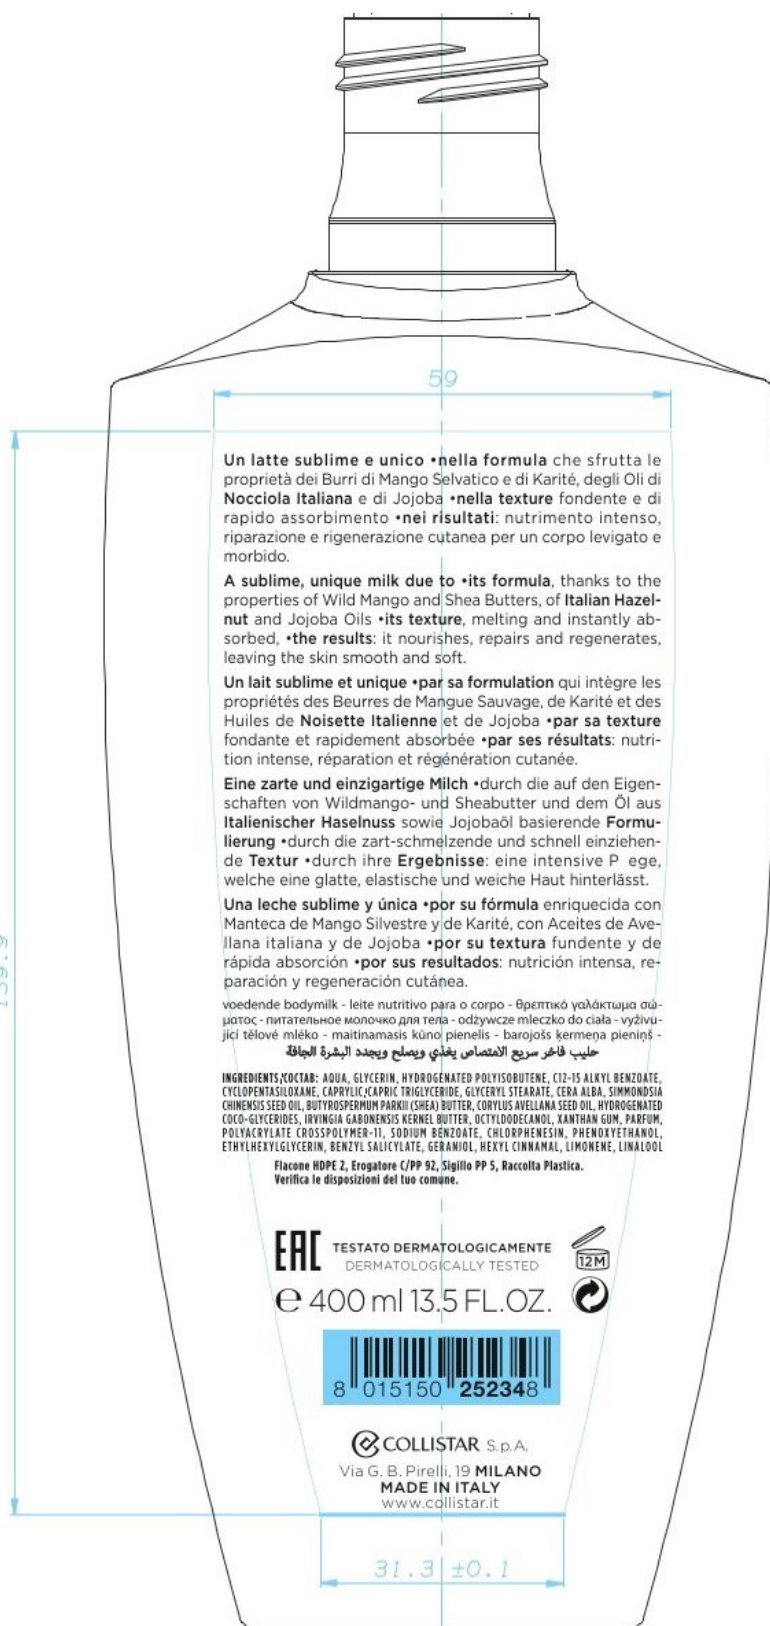 59
Un latte sublime e unico •nella formula che sfrutta le
proprietà dei Burri di Mango Selvatico e di Karité, degli Oli di
Nocciola Italiana e di Jojoba •nella texture fondente e di
rapido assorbimento •nei risultati: nutrimento intenso,
riparazione e rigenerazione cutanea per un corpo levigato e
morbido.
A sublime, unique milk due to •its formula, thanks to the
properties of Wild Mango and Shea Butters, of Italian Hazel-
nut and Jojoba Oils •its texture, melting and instantly ab-
sorbed, •the results: it nourishes, repairs and regenerates,
leaving the skin smooth and soft.
Un lait sublime et unique •par sa formulation qui intègre les
propriétés des Beurres de Mangue Sauvage, de Karité et des
Huiles de Noisette Italienne et de Jojoba •par sa texture
fondante et rapidement absorbée •par ses résultats: nutri-
tion intense, réparation et régénération cutanée.
Eine zarte und einzigartige Milch •durch die auf den Eigen-
schaften von Wildmango- und Sheabutter und dem Öl aus
Italienischer Haselnuss sowie Jojobaöl basierende Formu-
lierung •durch die zart-schmelzende und schnell einziehen-
de Textur •durch ihre Ergebnisse: eine intensive P ege,
welche eine glatte, elastische und weiche Haut hinterlässt.
Una leche sublime y única •por su fórmula enriquecida con
Manteca de Mango Silvestre y de Karité, con Aceites de Ave-
llana italiana y de Jojoba •por su textura fundente y de
rápida absorción •por sus resultados: nutrición intensa, re-
paración y regeneración cutánea.
voedende bodymilk - leite nutritivo para o corpo - θρεπτικό γαλάκτωμα σώ-
ματος - питательное молочко для тела - odżywcze mleczko do ciała - vyživu-
jící tělové mléko - maitinamasis kūno pienelis - barojošs ķermeņa pieniņš -
حليب فاخر سريع الامتصاص يغذي ويصلح ويجدد البشرة الجافة
INGREDIENTS/COCTAB: AQUA, GLYCERIN, HYDROGENATED POLYISOBUTENE, C12-15 ALKYL BENZOATE,
CYCLOPENTASILOXANE, CAPRYLIC/CAPRIC TRIGLYCERIDE, GLYCERYL STEARATE, CERA ALBA, SIMMONDSIA
CHINENSIS SEED OIL, BUTYROSPERMUM PARKII (SHEA) BUTTER, CORYLUS AVELLANA SEED OIL, HYDROGENATED
COCO-GLYCERIDES, IRVINGIA GABONENSIS KERNEL BUTTER, OCTYLDODECANOL, XANTHAN GUM, PARFUM,
POLYACRYLATE CROSSPOLYMER-11, SODIUM BENZOATE, CHLORPHENESIN, PHENOXYETHANOL,
ETHYLHEXYLGLYCERIN, BENZYL SALICYLATE, GERANIOL, HEXYL CINNAMAL, LIMONENE, LINALOOL
Flacone HDPE 2, Erogatore C/PP 92, Sigillo PP 5, Raccolta Plastica.
Verifica le disposizioni del tuo comune.
EAC TESTATO DERMATOLOGICAMENTE
DERMATOLOGICALLY TESTED
12M
℮ 400 ml 13.5 FL.OZ.
8 015150 252348
COLLISTAR S.p.A.
Via G. B. Pirelli, 19 MILANO
MADE IN ITALY
www.collistar.it
139.9
31.3 ±0.1